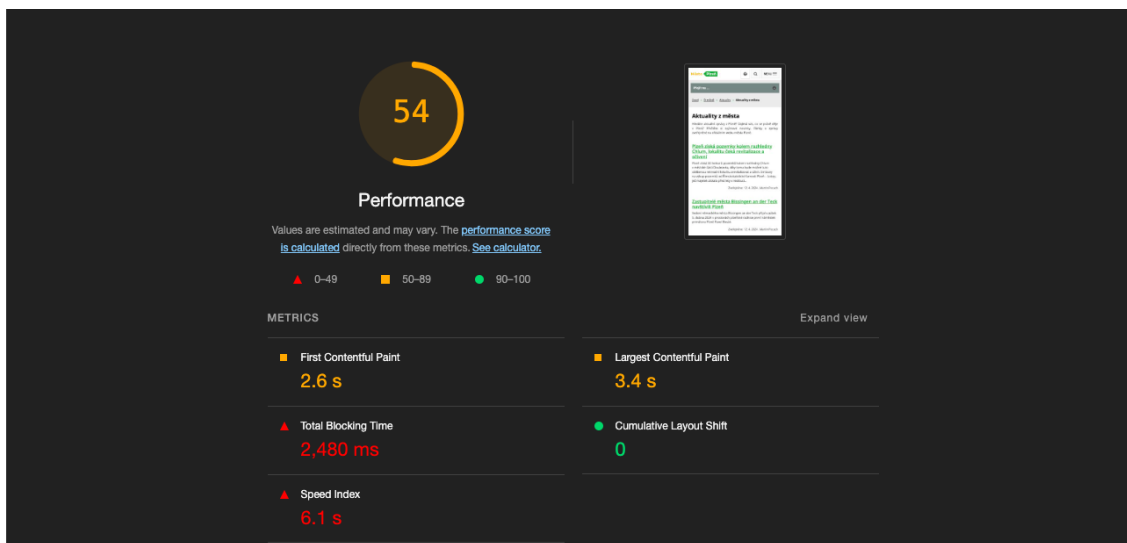 54
Performance
Values are estimated and may vary. The performance score
is calculated directly from these metrics. See calculator.
0–49
50–89
90–100
Aktuality z města
METRICS
Expand view
First Contentful Paint
2.6 s
Largest Contentful Paint
3.4 s
Total Blocking Time
2,480 ms
Cumulative Layout Shift
0
Speed Index
6.1 s